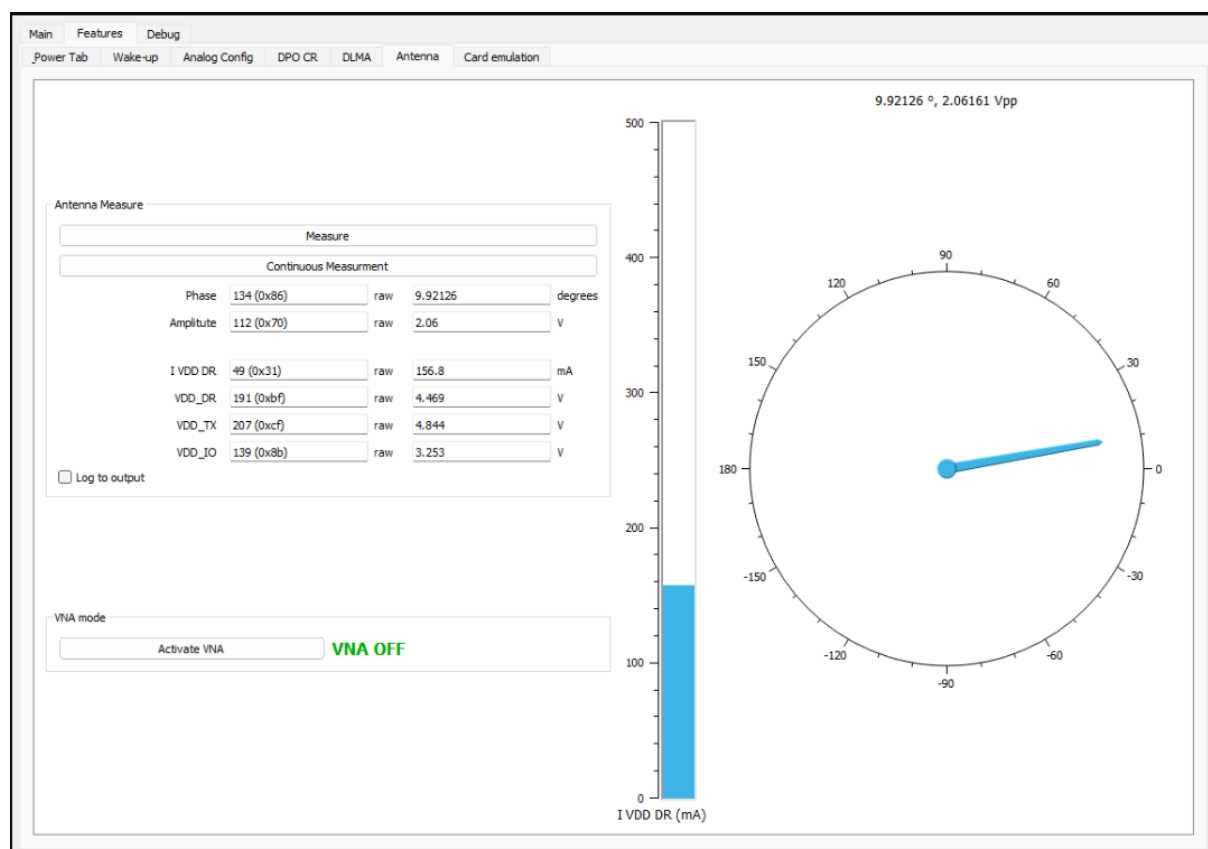 Main Features Debug
Power Tab Wake-up Analog Config DPO CR DLMA Antenna Card emulation
9.92126 º, 2.06161 Vpp
Antenna Measure
Measure
Continuous Measurment
Phase 134 (0x86) raw 9.92126 degrees
Amplitute 112 (0x70) raw 2.06 V
I VDD DR 49 (0x31) raw 156.8 mA
VDD_DR 191 (0xbf) raw 4.469 V
VDD_TX 207 (0xcf) raw 4.844 V
VDD_IO 139 (0x8b) raw 3.253 V
Log to output
VNA mode
Activate VNA VNA OFF
500
400
300
200
100
0
I VDD DR (mA)
90
120 60
150 30
180 0
-150 -30
-120 -60
-90